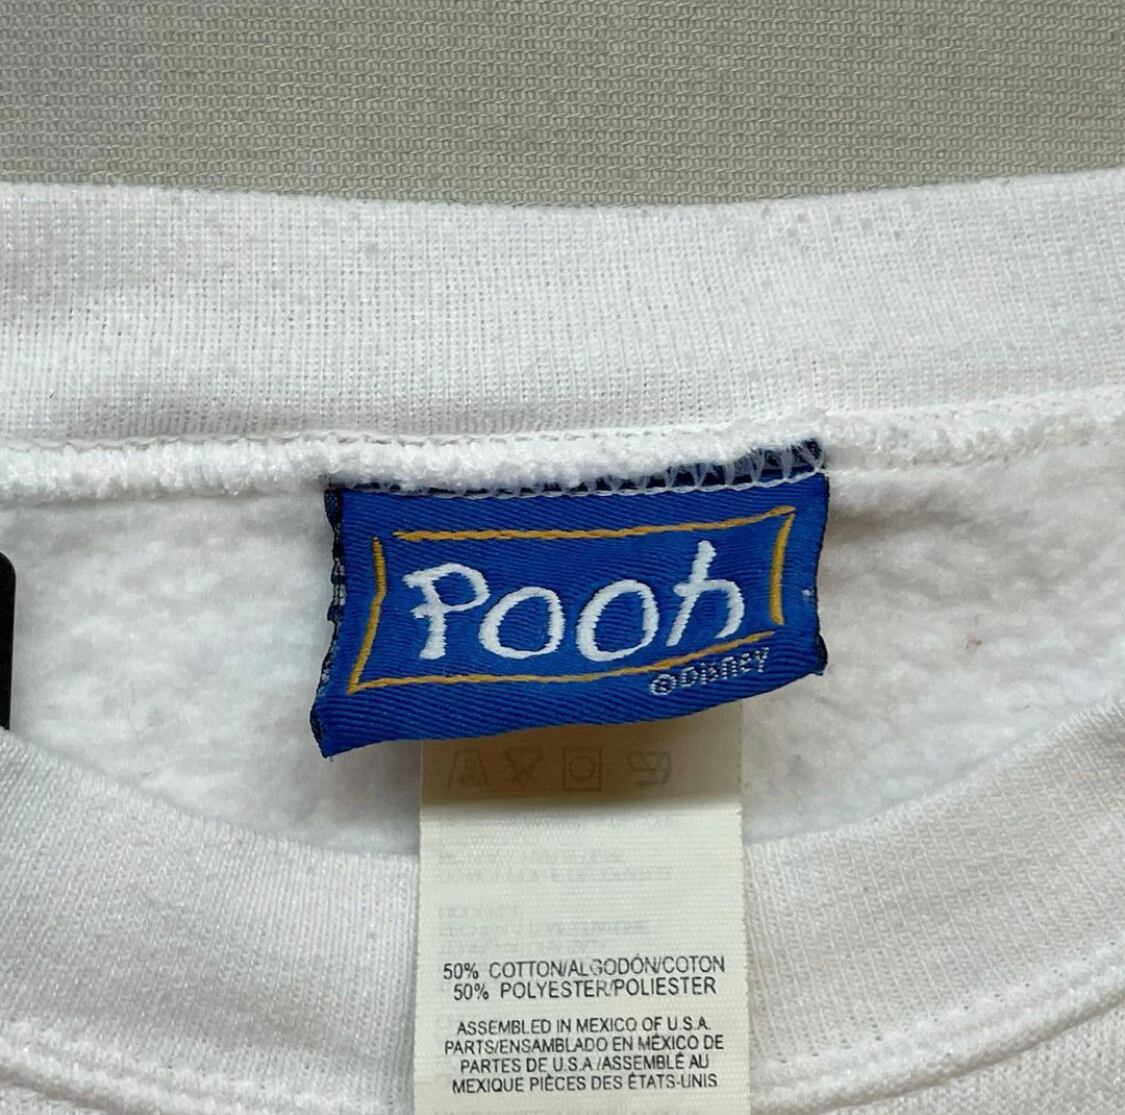 Pooh
©Disney
50% COTTON/ALGODÓN/COTON
50% POLYESTER/POLIESTER
ASSEMBLED IN MEXICO OF U.S.A.
PARTS/ENSAMBLADO EN MÉXICO DE
PARTES DE U.S.A./ASSEMBLÉ AU
MEXIQUE PIÈCES DES ÉTATS-UNIS